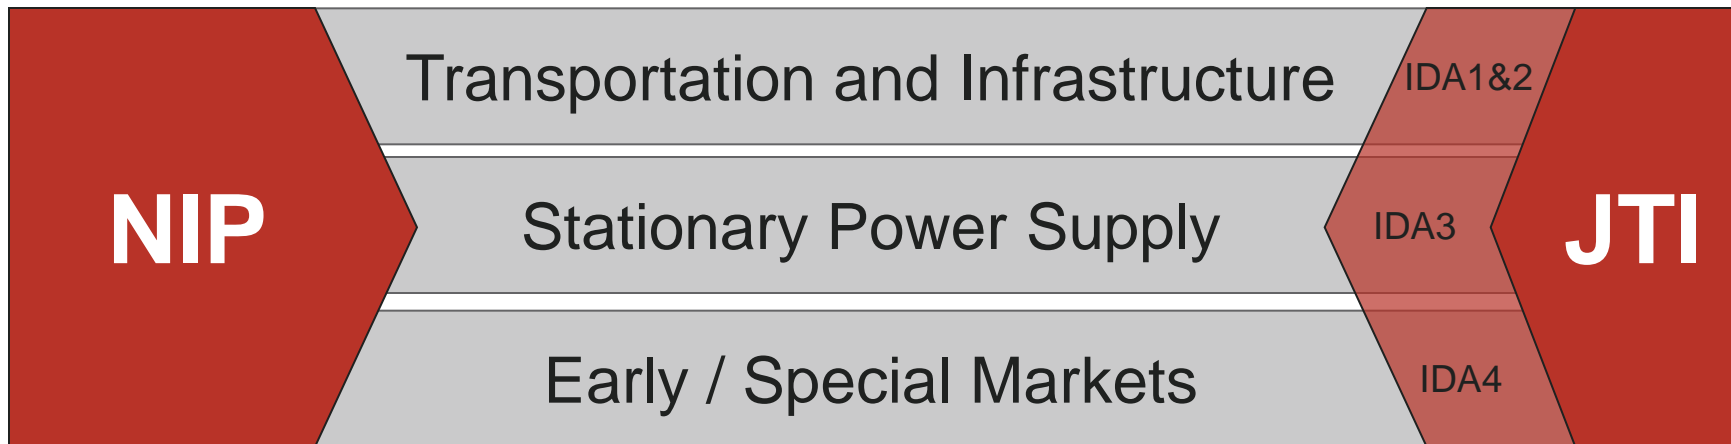 Transportation and Infrastructure IDA1&2
NIP Stationary Power Supply IDA3 JTI
Early / Special Markets IDA4